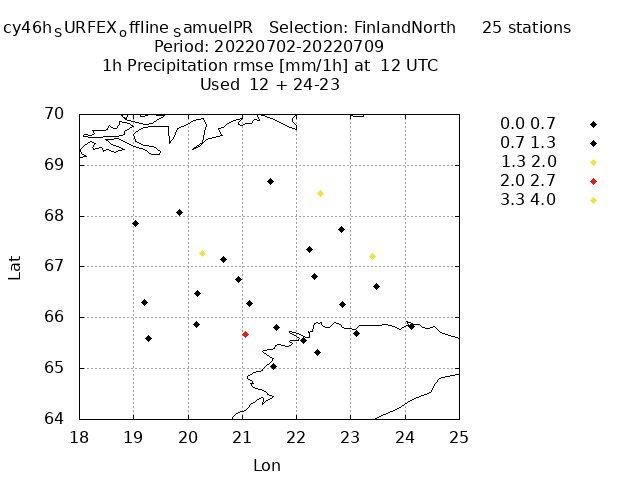 cy46h_SURFEX_offline_SamuelPR Selection: FinlandNorth 25 stations
Period: 20220702-20220709
1h Precipitation rmse [mm/1h] at 12 UTC
Used 12 + 24-23
0.0 0.7
0.7 1.3
1.3 2.0
2.0 2.7
3.3 4.0
70
69
68
67
66
65
64
Lat
18 19 20 21 22 23 24 25
Lon